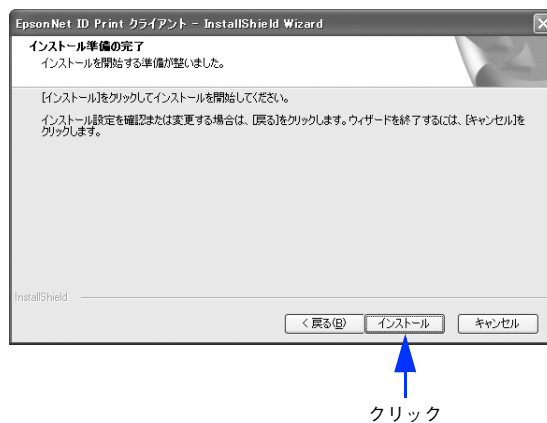 EpsonNet ID Print クライアント - InstallShield Wizard
インストール準備の完了
インストールを開始する準備が整いました。
[インストール]をクリックしてインストールを開始してください。
インストール設定を確認または変更する場合は、[戻る]をクリックします。ウィザードを終了するには、[キャンセル]を
クリックします。
InstallShield
< 戻る(B) インストール キャンセル
クリック